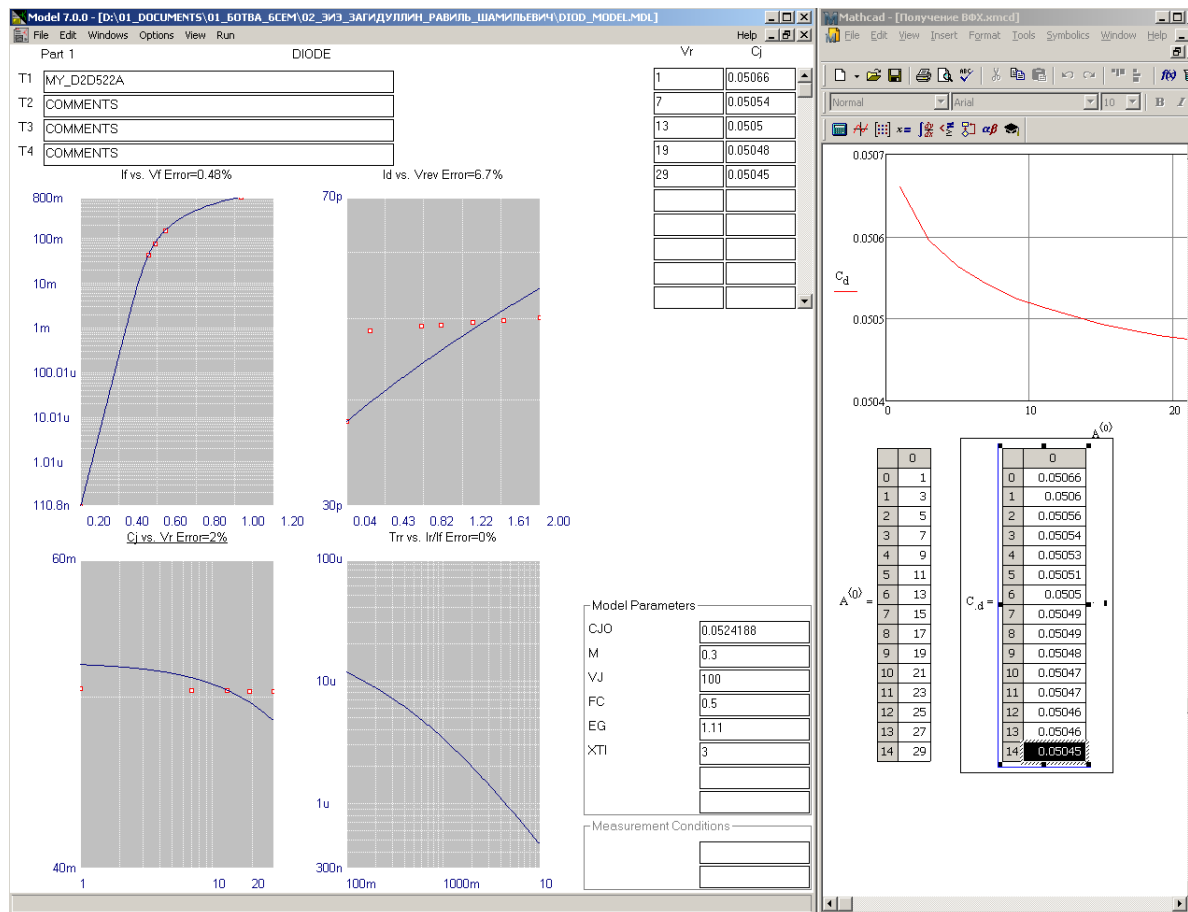 Model 7.0.0 - [D:\01_DOCUMENTS\01_БОТВА_6СЕМ\02_ЭИЭ_ЗАГИДУЛЛИН_РАВИЛЬ_ШАМИЛЬЕВИЧ\DIOD_MODEL.MDL]
File Edit Windows Options View Run Help
Part 1 DIODE
T1 MY_D2D522A
T2 COMMENTS
T3 COMMENTS
T4 COMMENTS
Vr Cj
1 0.05066
7 0.05054
13 0.0505
19 0.05048
29 0.05045
If vs. Vf Error=0.48%
800m
100m
10m
1m
100.01u
10.01u
1.01u
110.8n
0.20 0.40 0.60 0.80 1.00 1.20
Id vs. Vrev Error=6.7%
70p
30p
0.04 0.43 0.82 1.22 1.61 2.00
Cj vs. Vr Error=2%
60m
40m
1 10 20
Trr vs. Ir/If Error=0%
100u
10u
1u
300n
100m 1000m 10
Model Parameters
CJO 0.0524188
M 0.3
VJ 100
FC 0.5
EG 1.11
XTI 3
Measurement Conditions
Mathcad - [Получение ВФХ.xmcd]
File Edit View Insert Format Tools Symbolics Window Help
Normal Arial 10 B I
0.0507
0.0506
0.0505
0.0504
Cd
0 10 20
A⟨0⟩
A⟨0⟩ =
0
0 1
1 3
2 5
3 7
4 9
5 11
6 13
7 15
8 17
9 19
10 21
11 23
12 25
13 27
14 29
C.d =
0
0 0.05066
1 0.0506
2 0.05056
3 0.05054
4 0.05053
5 0.05051
6 0.0505
7 0.05049
8 0.05049
9 0.05048
10 0.05047
11 0.05047
12 0.05046
13 0.05046
14 0.05045